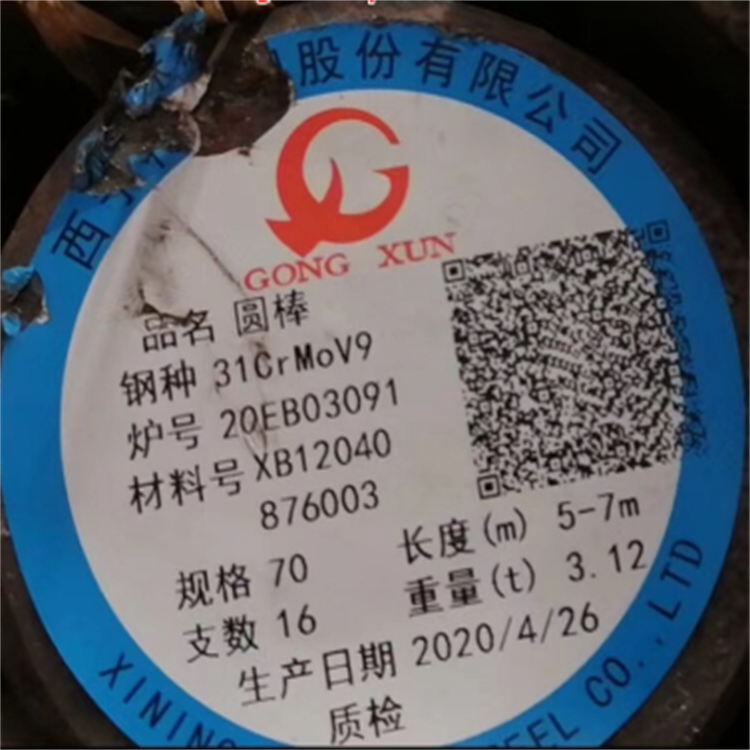 股份有限公司
GONG XUN
品名 圆棒
钢种 31CrMoV9
炉号 20EB03091
材料号 XB12040
876003
规格 70
长度(m) 5-7m
支数 16
重量(t) 3.12
生产日期 2020/4/26
质检
CO.,LTD